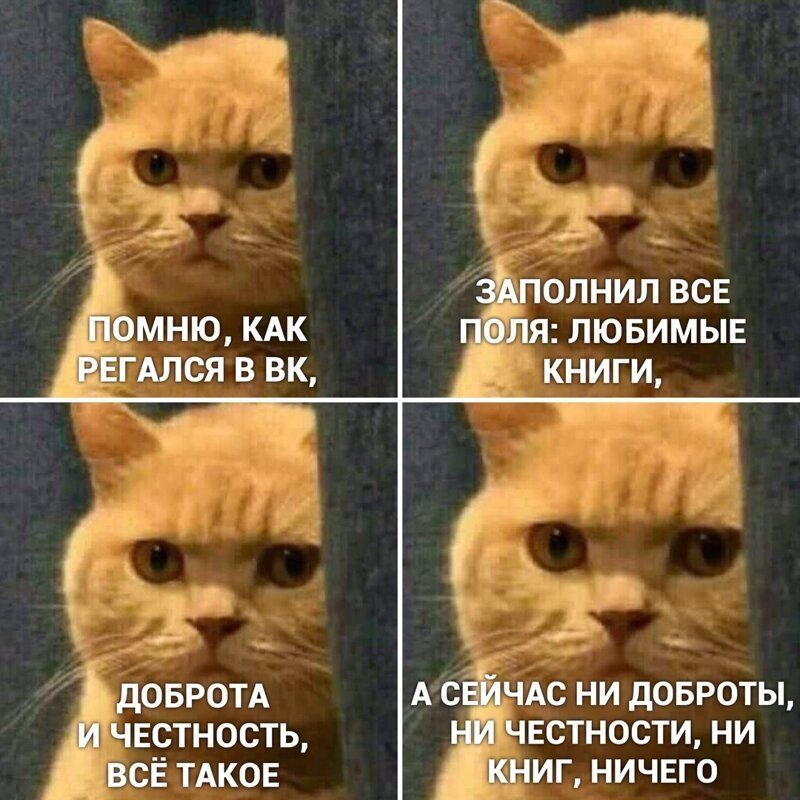 ПОМНЮ, КАК
РЕГАЛСЯ В ВК,
ЗАПОЛНИЛ ВСЕ
ПОЛЯ: ЛЮБИМЫЕ
КНИГИ,
ДОБРОТА
И ЧЕСТНОСТЬ,
ВСЁ ТАКОЕ
А СЕЙЧАС НИ ДОБРОТЫ,
НИ ЧЕСТНОСТИ, НИ
КНИГ, НИЧЕГО